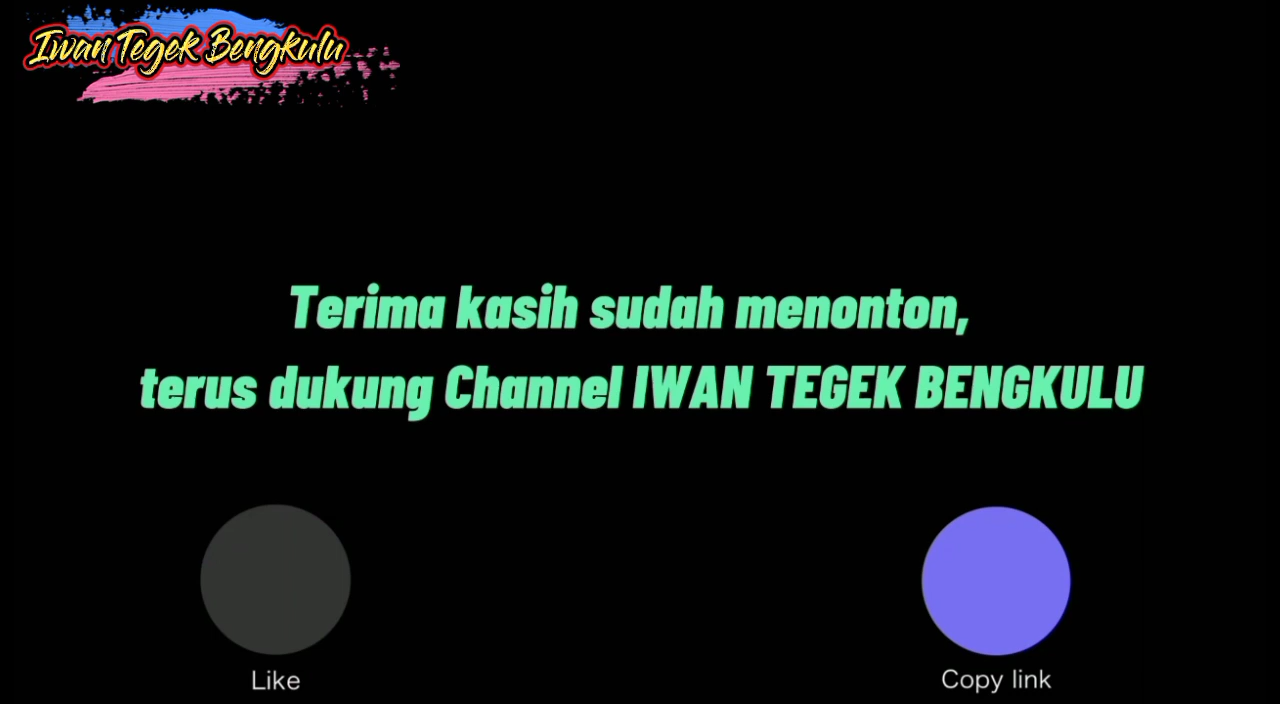 Iwan Tegek Bengkulu
Terima kasih sudah menonton,
terus dukung Channel IWAN TEGEK BENGKULU
Like
Copy link